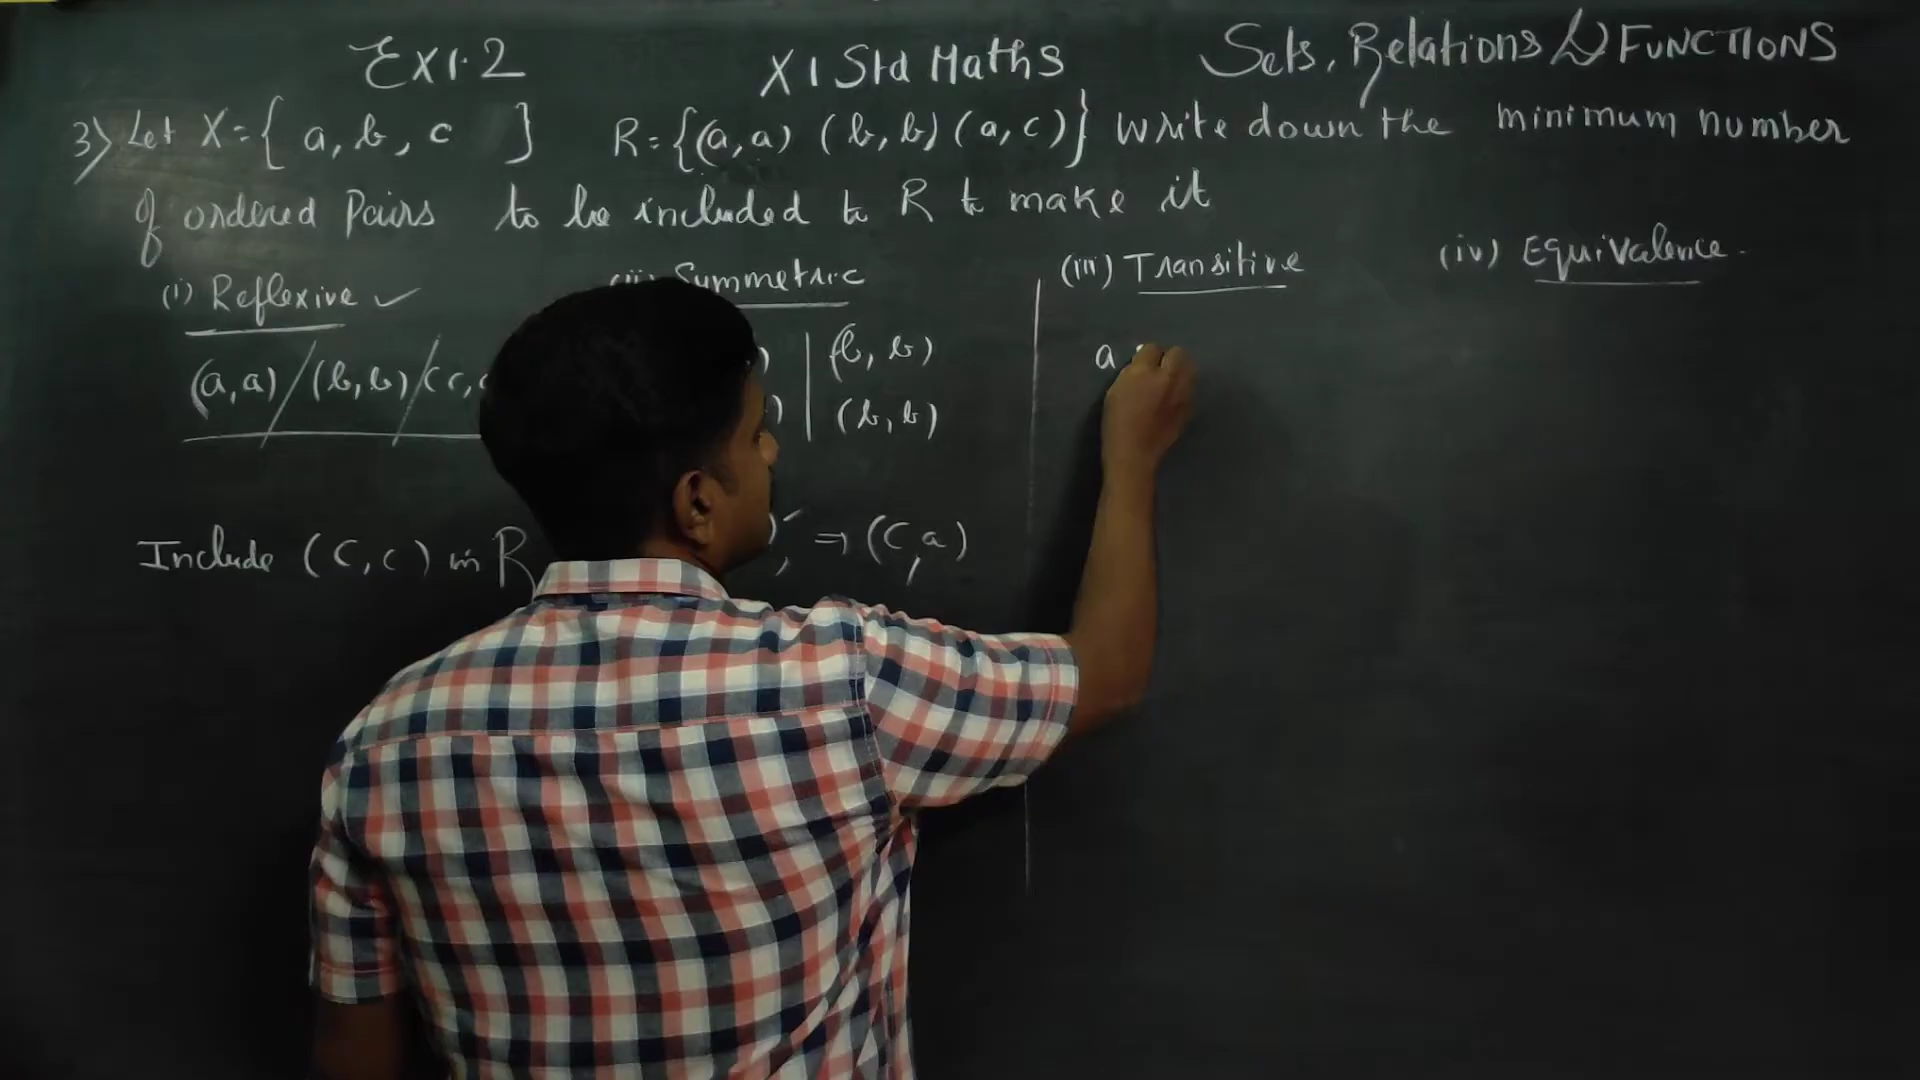 Ex 1.2 XI Std Maths Sets, Relations & FUNCTIONS
3) Let X = { a, b, c ] R = {(a,a) (b,b) (a,c)} Write down the minimum number
of ordered Pairs to be included to R to make it
(i) Reflexive ✓ (ii) Symmetric (iii) Transitive (iv) Equivalence.
(a,a) / (b,b) / (c, (b, b) a
(b, b)
Include (c,c) in R ⇒ (c,a)